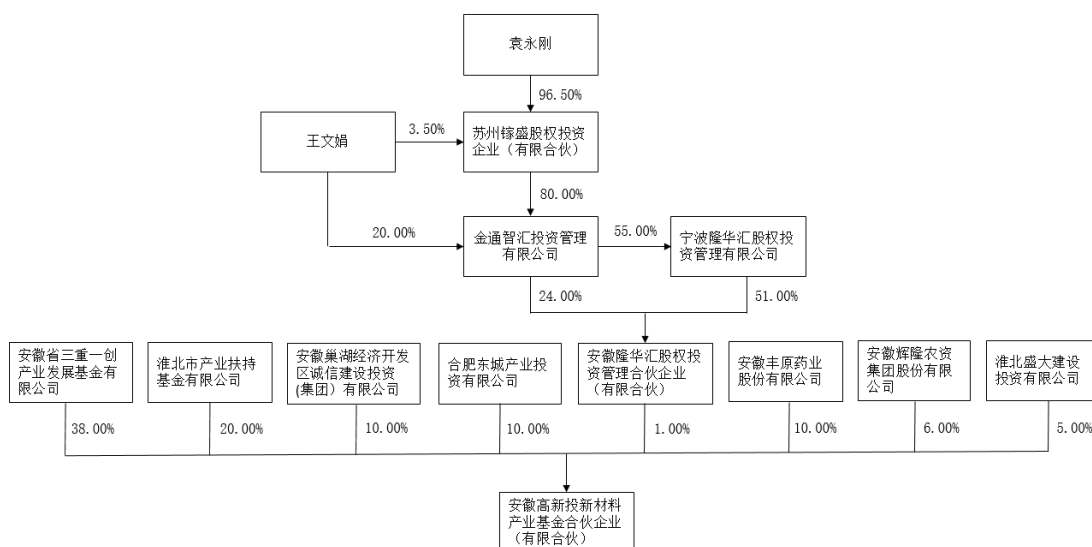 袁永刚
96.50%
王文娟
3.50%
苏州镓盛股权投资
企业（有限合伙）
80.00%
20.00%
金通智汇投资管理
有限公司
55.00%
宁波隆华汇股权投
资管理有限公司
24.00%
51.00%
安徽省三重一创
产业发展基金有
限公司
淮北市产业扶持
基金有限公司
安徽巢湖经济开发
区诚信建设投资
(集团）有限公司
合肥东城产业投
资有限公司
安徽隆华汇股权投
资管理合伙企业
（有限合伙）
安徽丰原药业
股份有限公司
安徽辉隆农资
集团股份有限
公司
淮北盛大建设
投资有限公司
38.00%
20.00%
10.00%
10.00%
1.00%
10.00%
6.00%
5.00%
安徽高新投新材料
产业基金合伙企业
（有限合伙）